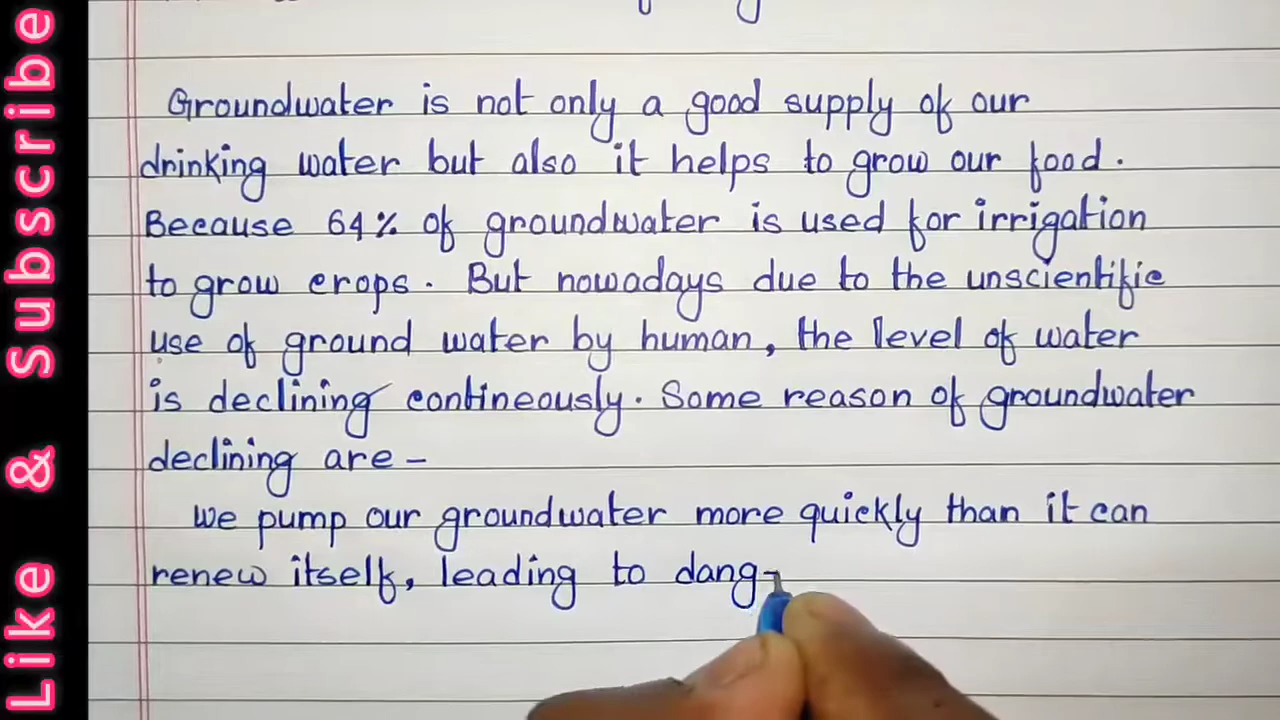 Like & Subscribe
Groundwater is not only a good supply of our
drinking water but also it helps to grow our food.
Because 64% of groundwater is used for irrigation
to grow crops. But nowadays due to the unscientific
use of ground water by human, the level of water
is declining contineously. Some reason of groundwater
declining are -
We pump our groundwater more quickly than it can
renew itself, leading to dang